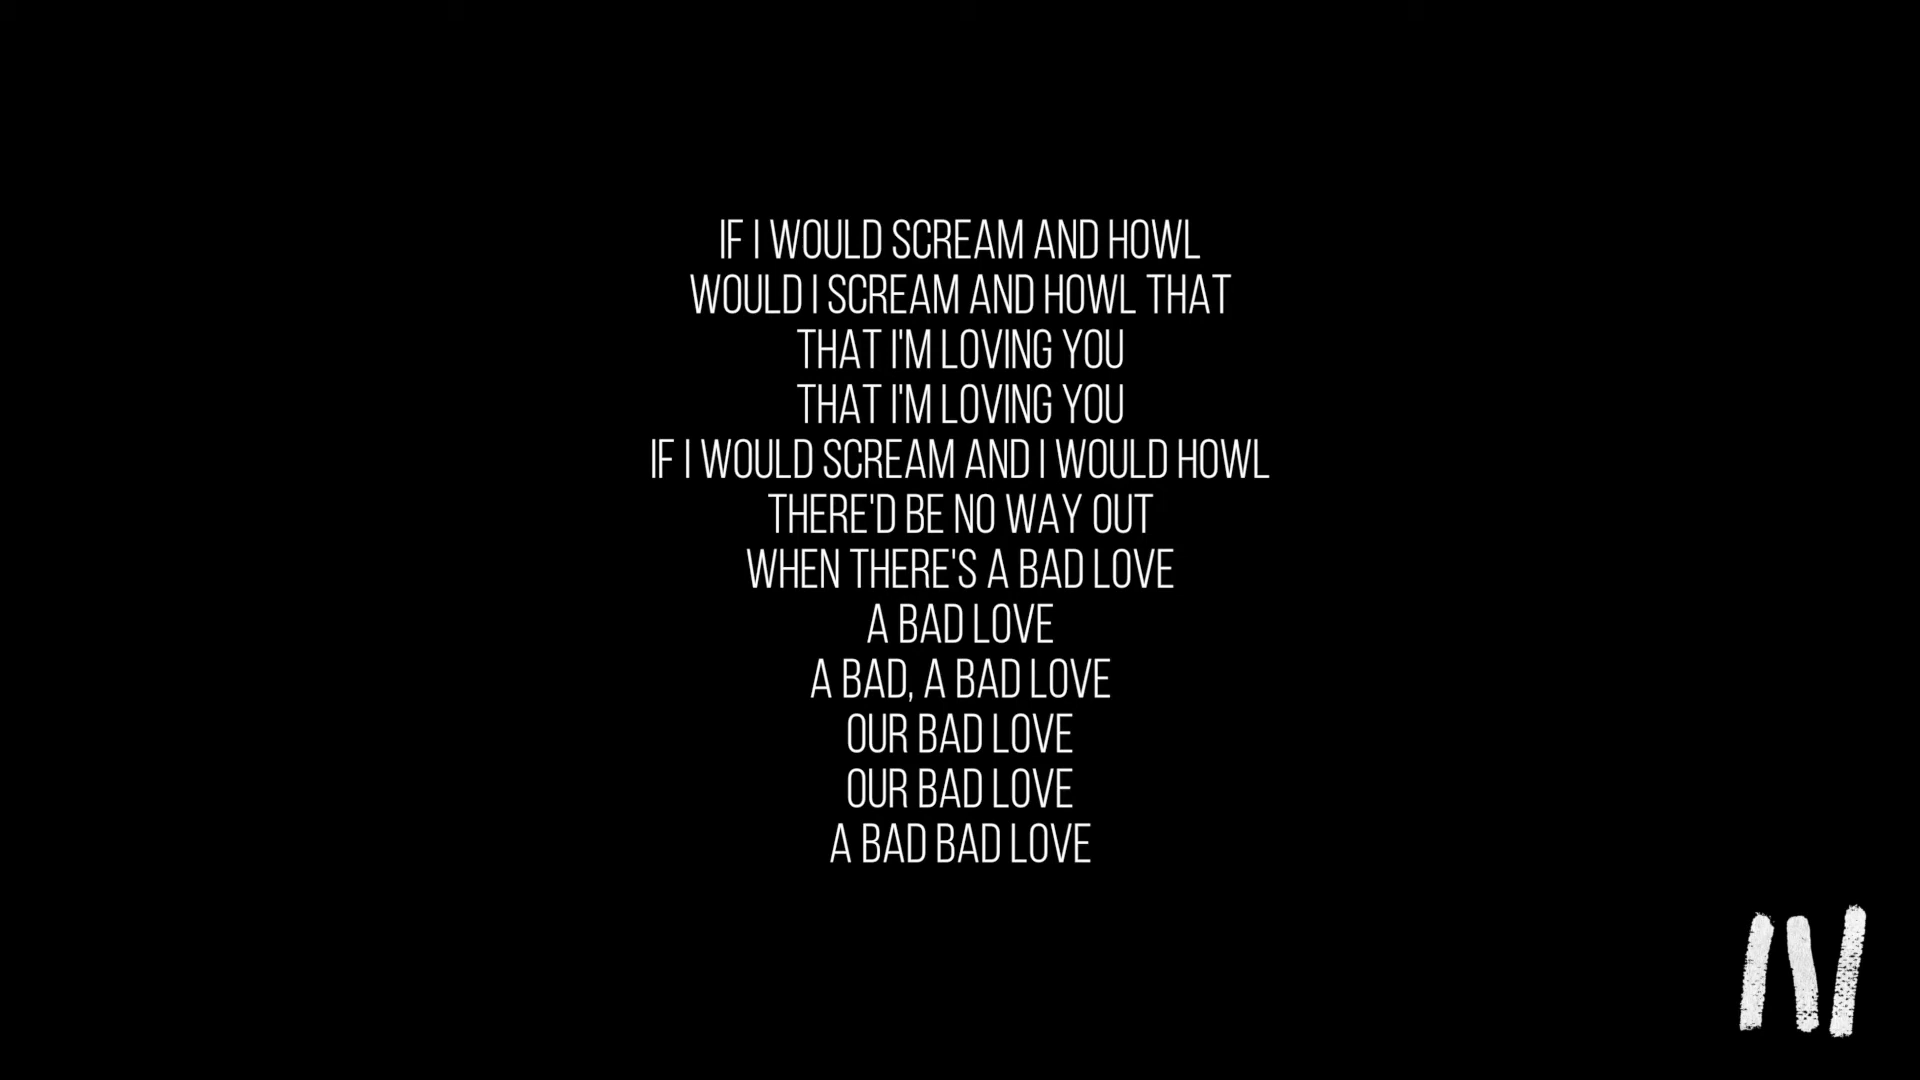 IF I WOULD SCREAM AND HOWL
WOULD I SCREAM AND HOWL THAT
THAT I'M LOVING YOU
THAT I'M LOVING YOU
IF I WOULD SCREAM AND I WOULD HOWL
THERE'D BE NO WAY OUT
WHEN THERE'S A BAD LOVE
A BAD LOVE
A BAD, A BAD LOVE
OUR BAD LOVE
OUR BAD LOVE
A BAD BAD LOVE